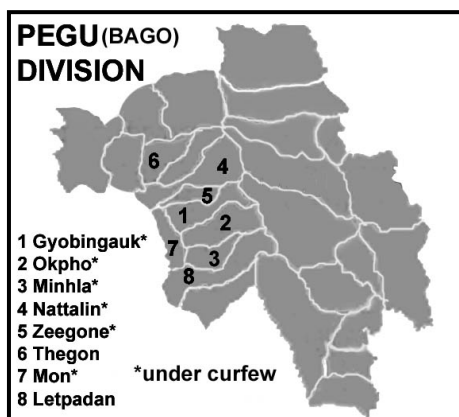 PEGU (BAGO)
DIVISION
6
4
5
1
2
7
3
8
1 Gyobingauk*
2 Okpho*
3 Minhla*
4 Nattalin*
5 Zeegone*
6 Thegon
7 Mon*
8 Letpadan
*under curfew